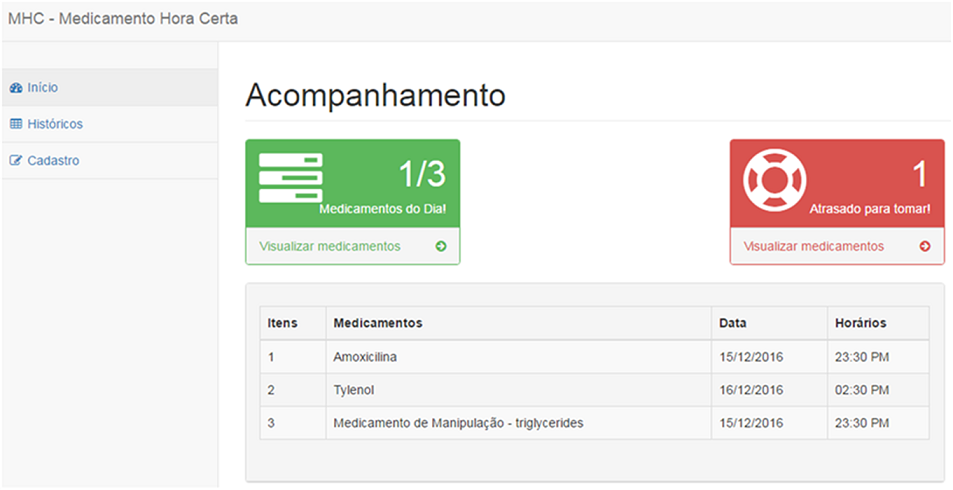 MHC - Medicamento Hora Certa
Início
Históricos
Cadastro
Acompanhamento
1/3
Medicamentos do Dia!
Visualizar medicamentos
1
Atrasado para tomar!
Visualizar medicamentos
Itens Medicamentos Data Horários
1 Amoxicilina 15/12/2016 23:30 PM
2 Tylenol 16/12/2016 02:30 PM
3 Medicamento de Manipulação - triglycerides 15/12/2016 23:30 PM